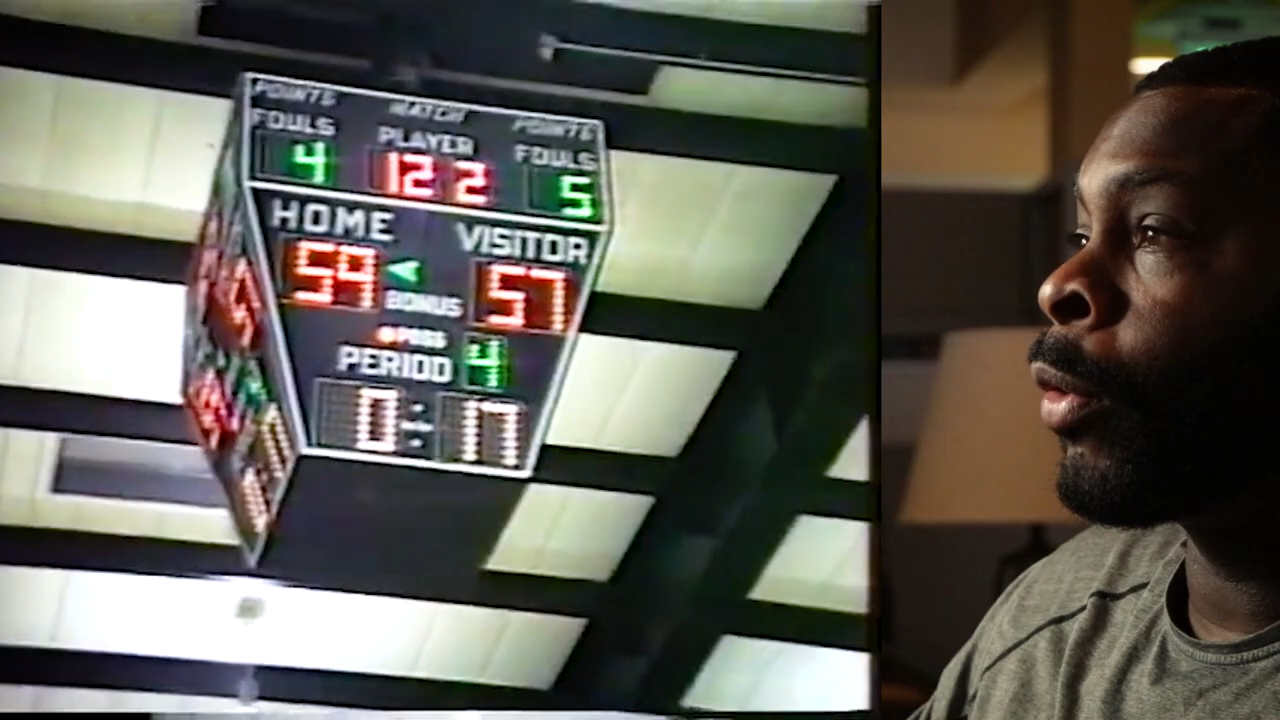 POINTS MATCH POINTS
FOULS PLAYER FOULS
4 12 2 5
HOME VISITOR
59 57
BONUS
POSS
PERIOD 4
0:17